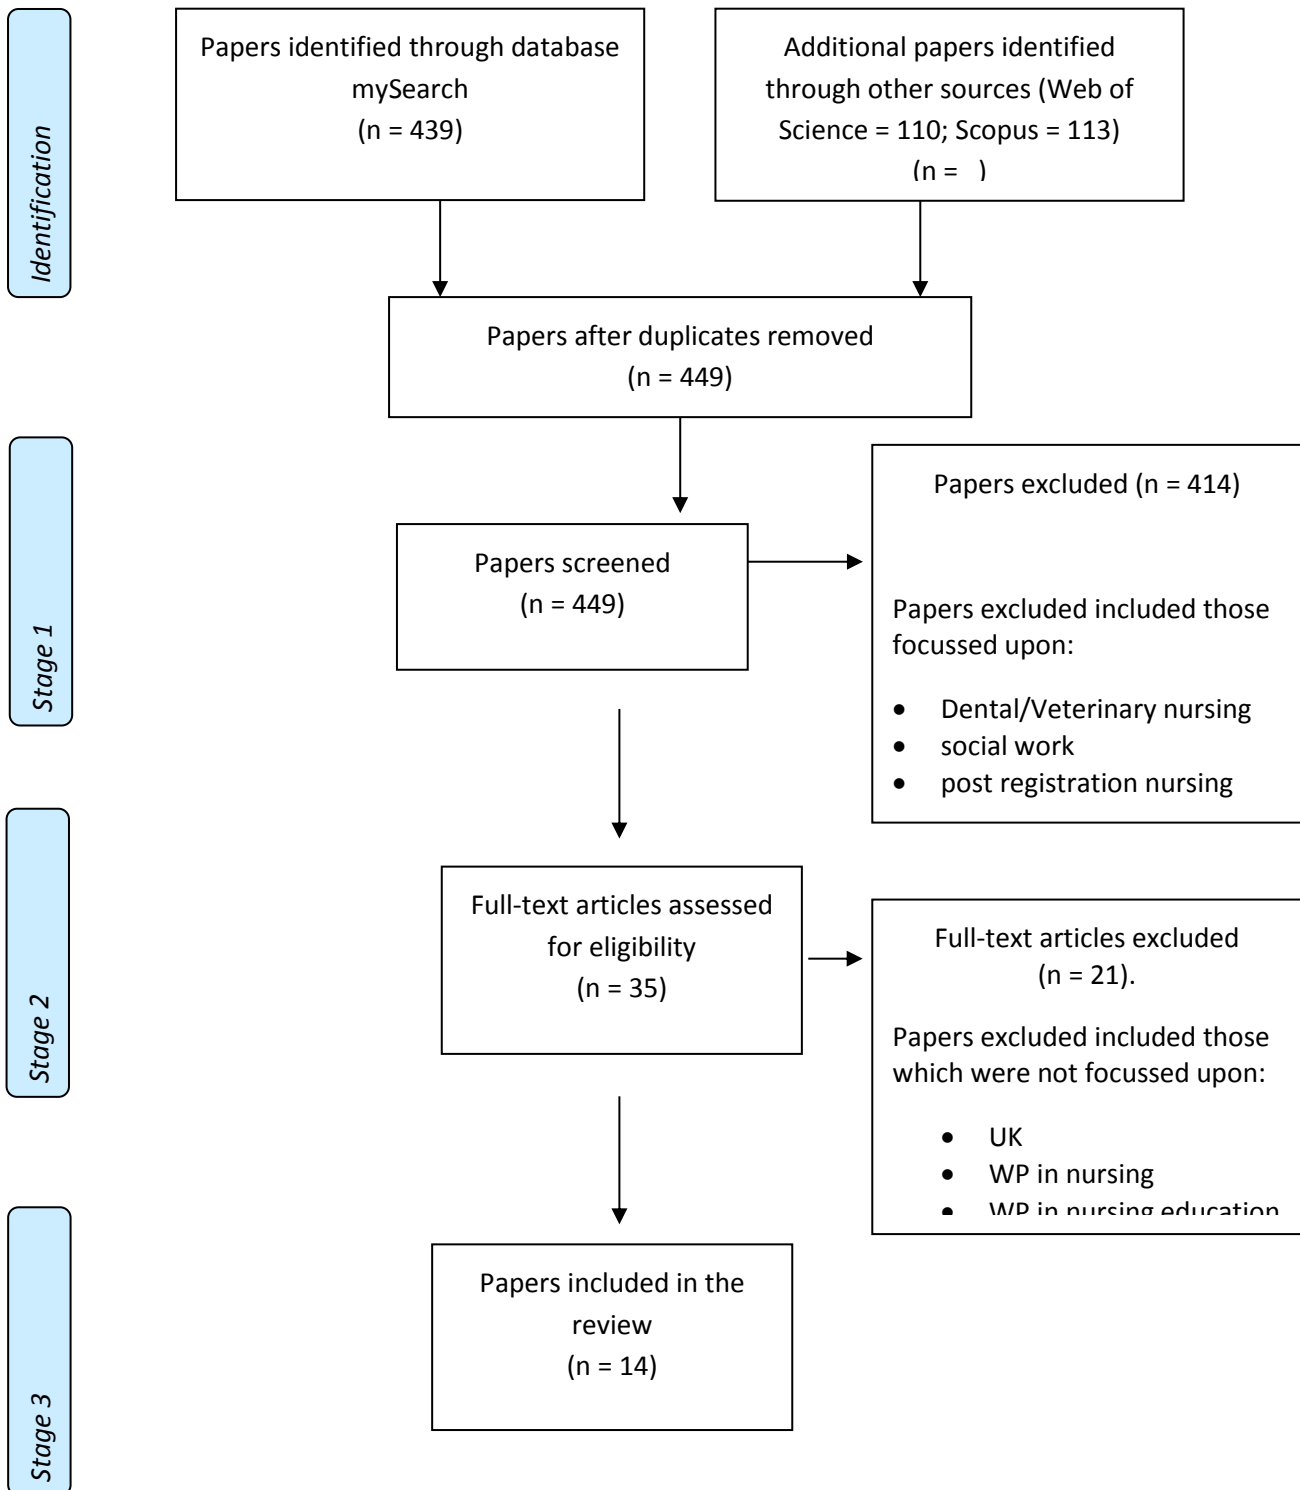 Identification
Papers identified through database
mySearch
(n = 439)
Additional papers identified
through other sources (Web of
Science = 110; Scopus = 113)
(n =   )
Papers after duplicates removed
(n = 449)
Stage 1
Papers screened
(n = 449)
Papers excluded (n = 414)
Papers excluded included those
focussed upon:
• Dental/Veterinary nursing
• social work
• post registration nursing
Stage 2
Full-text articles assessed
for eligibility
(n = 35)
Full-text articles excluded
(n = 21).
Papers excluded included those
which were not focussed upon:
• UK
• WP in nursing
• WP in nursing education
Stage 3
Papers included in the
review
(n = 14)